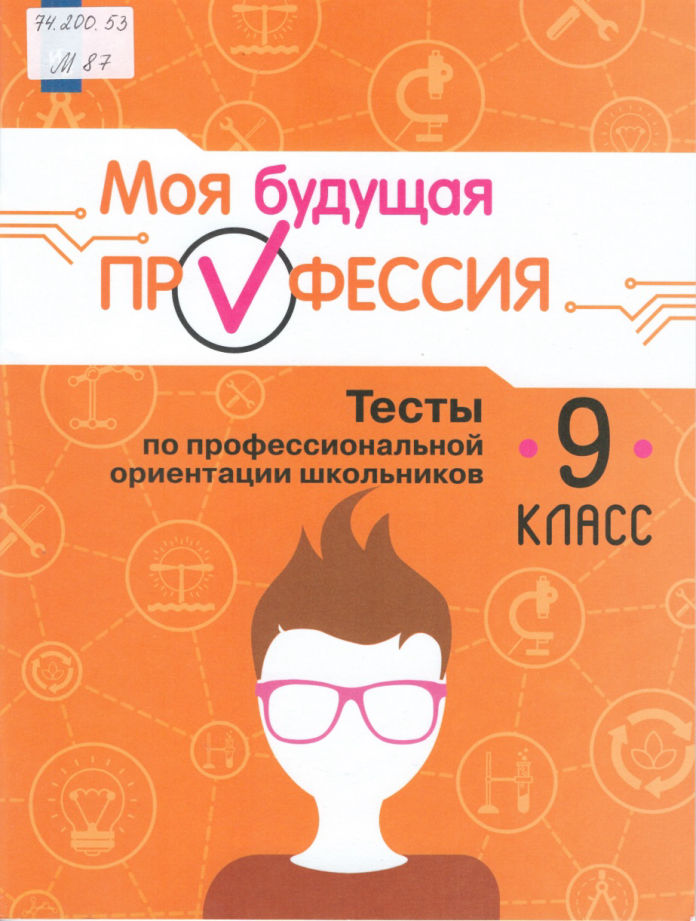 74.200.53
М 87
Моя будущая
ПРОФЕССИЯ
Тесты
по профессиональной
ориентации школьников
9
КЛАСС